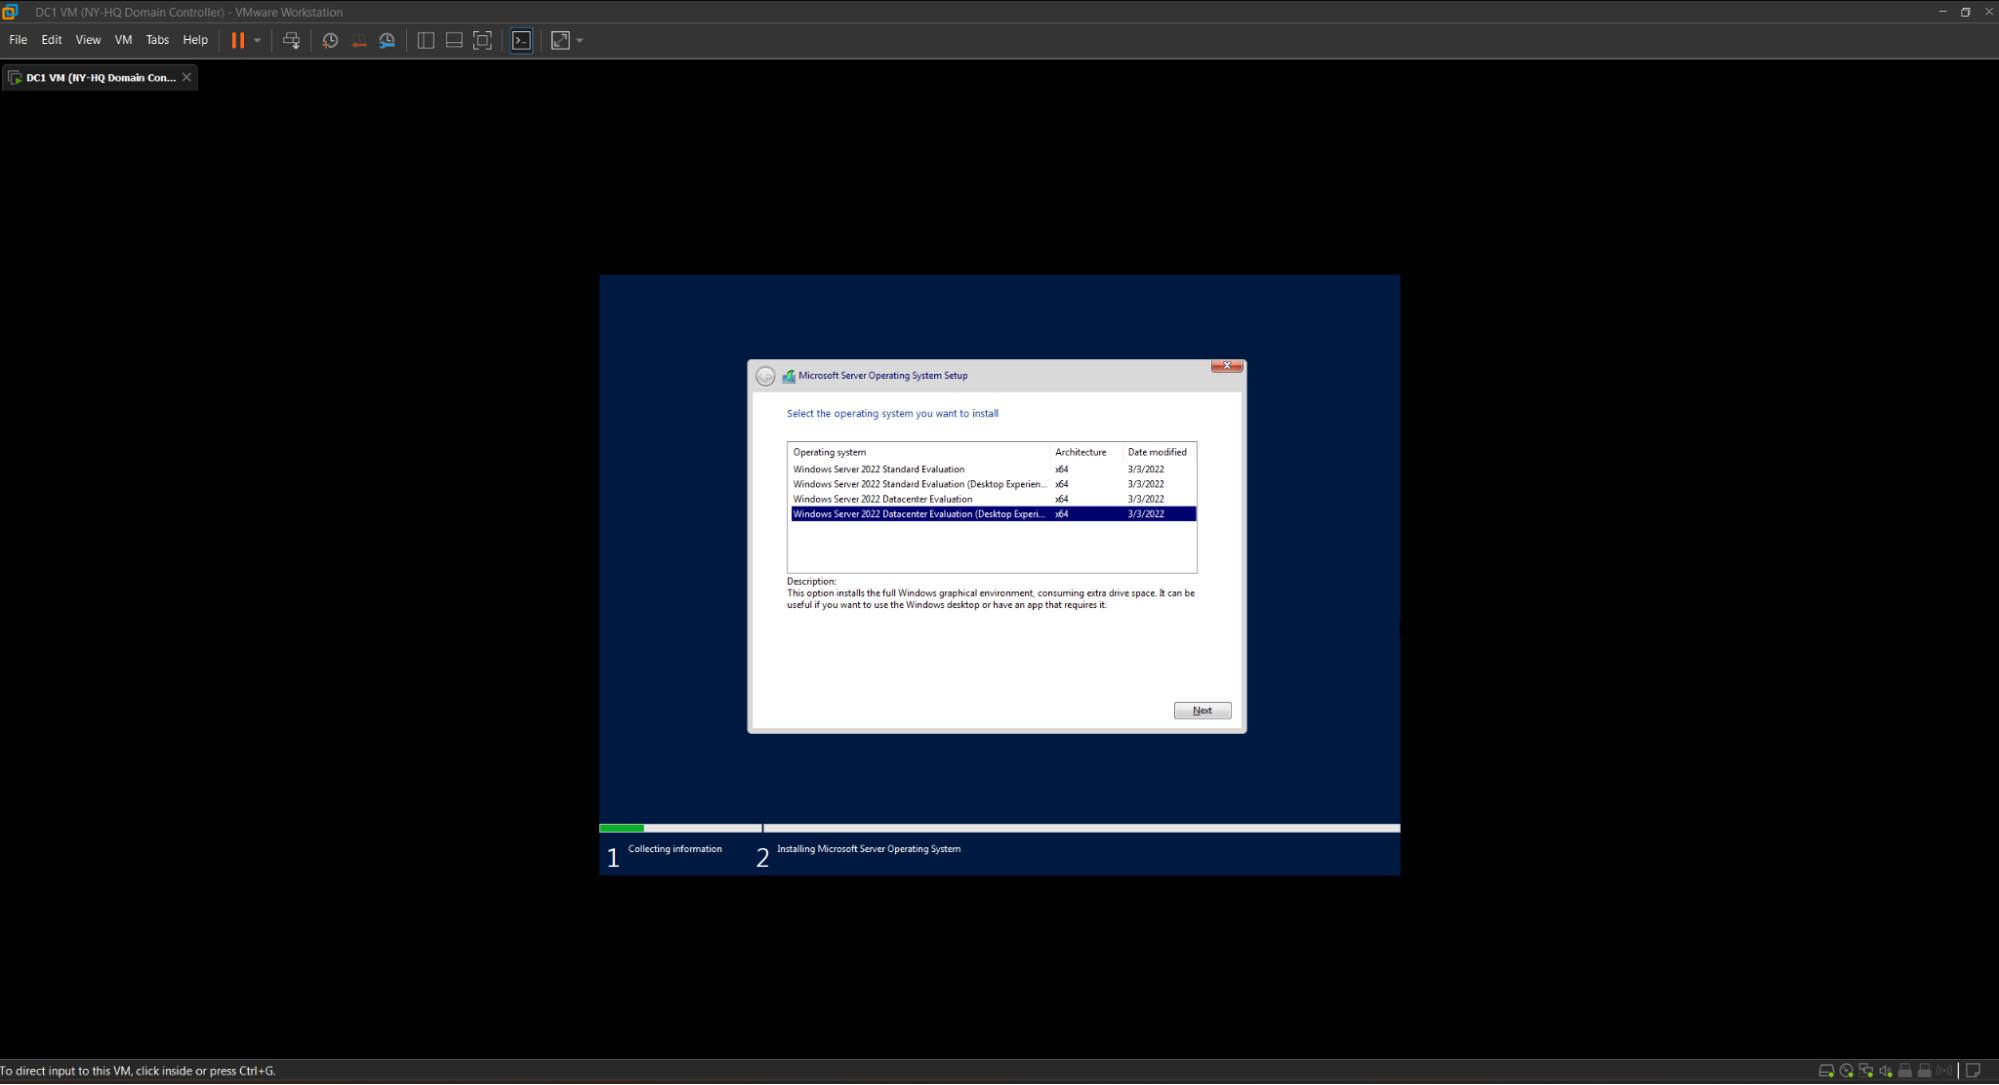 DC1 VM (NY-HQ Domain Controller) - VMware Workstation
File Edit View VM Tabs Help
DC1 VM (NY-HQ Domain Con...
Microsoft Server Operating System Setup
Select the operating system you want to install
Operating system Architecture Date modified
Windows Server 2022 Standard Evaluation x64 3/3/2022
Windows Server 2022 Standard Evaluation (Desktop Experien... x64 3/3/2022
Windows Server 2022 Datacenter Evaluation x64 3/3/2022
Windows Server 2022 Datacenter Evaluation (Desktop Experi... x64 3/3/2022
Description:
This option installs the full Windows graphical environment, consuming extra drive space. It can be
useful if you want to use the Windows desktop or have an app that requires it.
Next
1 Collecting information 2 Installing Microsoft Server Operating System
To direct input to this VM, click inside or press Ctrl+G.